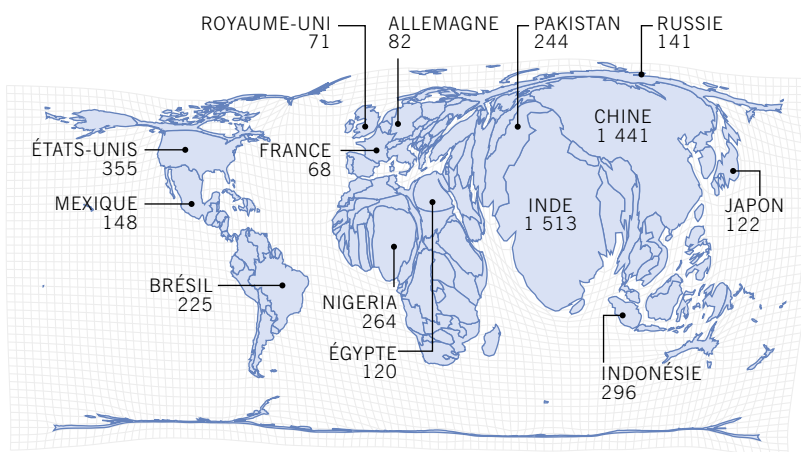 ROYAUME-UNI
71
ALLEMAGNE
82
PAKISTAN
244
RUSSIE
141
CHINE
1 441
ÉTATS-UNIS
355
FRANCE
68
MEXIQUE
148
INDE
1 513
JAPON
122
BRÉSIL
225
NIGERIA
264
ÉGYPTE
120
INDONÉSIE
296